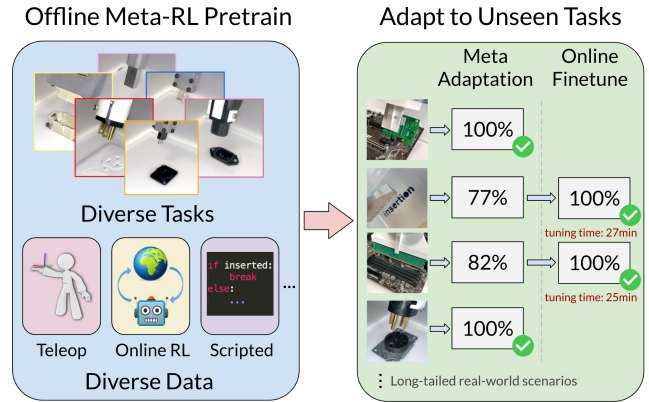 Offline Meta-RL Pretrain
Diverse Tasks
if inserted:
break
else:
...
...
Teleop
Online RL
Scripted
Diverse Data
Adapt to Unseen Tasks
Meta
Adaptation
Online
Finetune
100%
insertion
77%
100%
tuning time: 27min
82%
100%
tuning time: 25min
100%
⋮ Long-tailed real-world scenarios